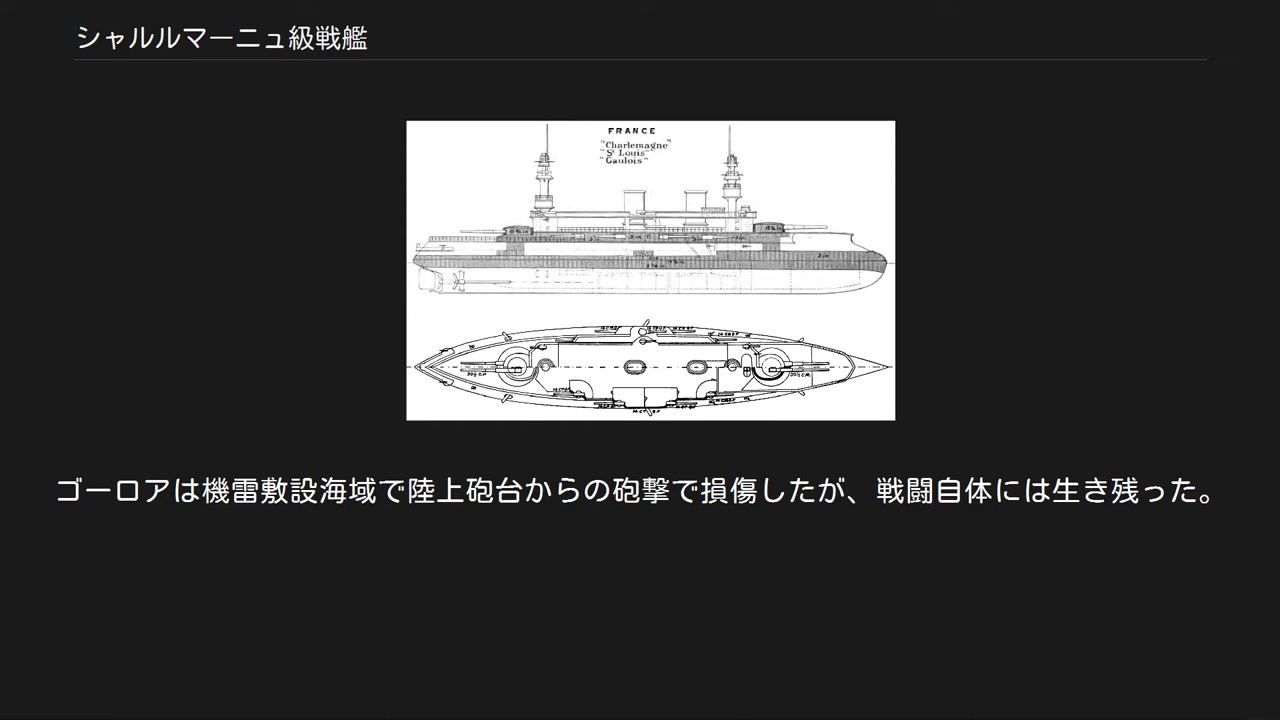 シャルルマーニュ級戦艦
FRANCE
"Charlemagne"
"St Louis"
"Gaulois"
ゴーロアは機雷敷設海域で陸上砲台からの砲撃で損傷したが、戦闘自体には生き残った。